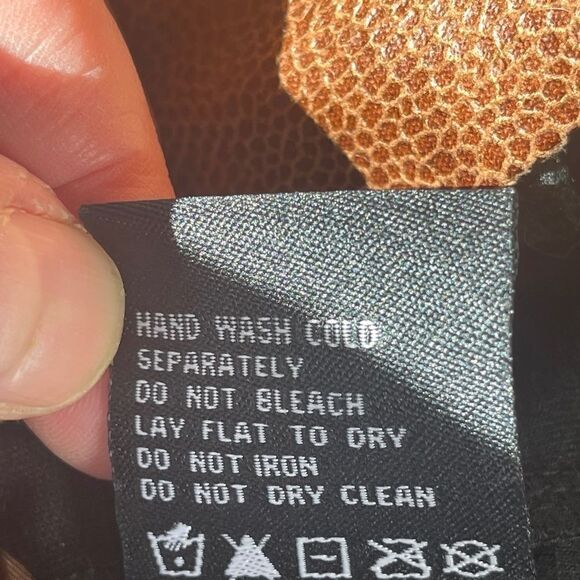 HAND WASH COLD
SEPARATELY
DO NOT BLEACH
LAY FLAT TO DRY
DO NOT IRON
DO NOT DRY CLEAN